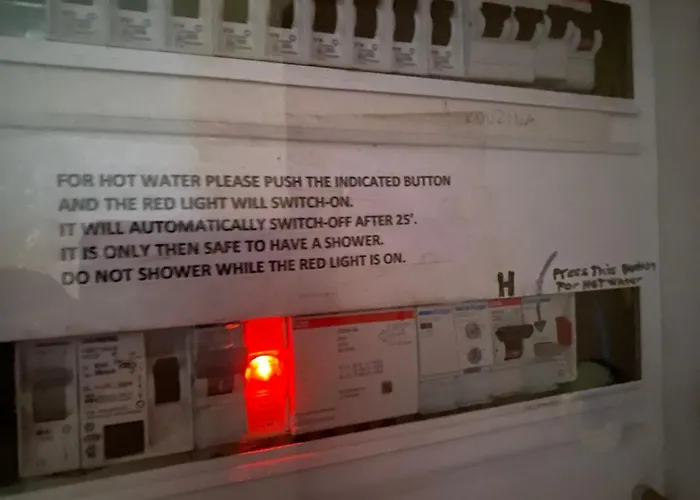 KOUZINA
FOR HOT WATER PLEASE PUSH THE INDICATED BUTTON
AND THE RED LIGHT WILL SWITCH-ON.
IT WILL AUTOMATICALLY SWITCH-OFF AFTER 25'.
IT IS ONLY THEN SAFE TO HAVE A SHOWER.
DO NOT SHOWER WHILE THE RED LIGHT IS ON.
H
Press This Button
For Hot Water